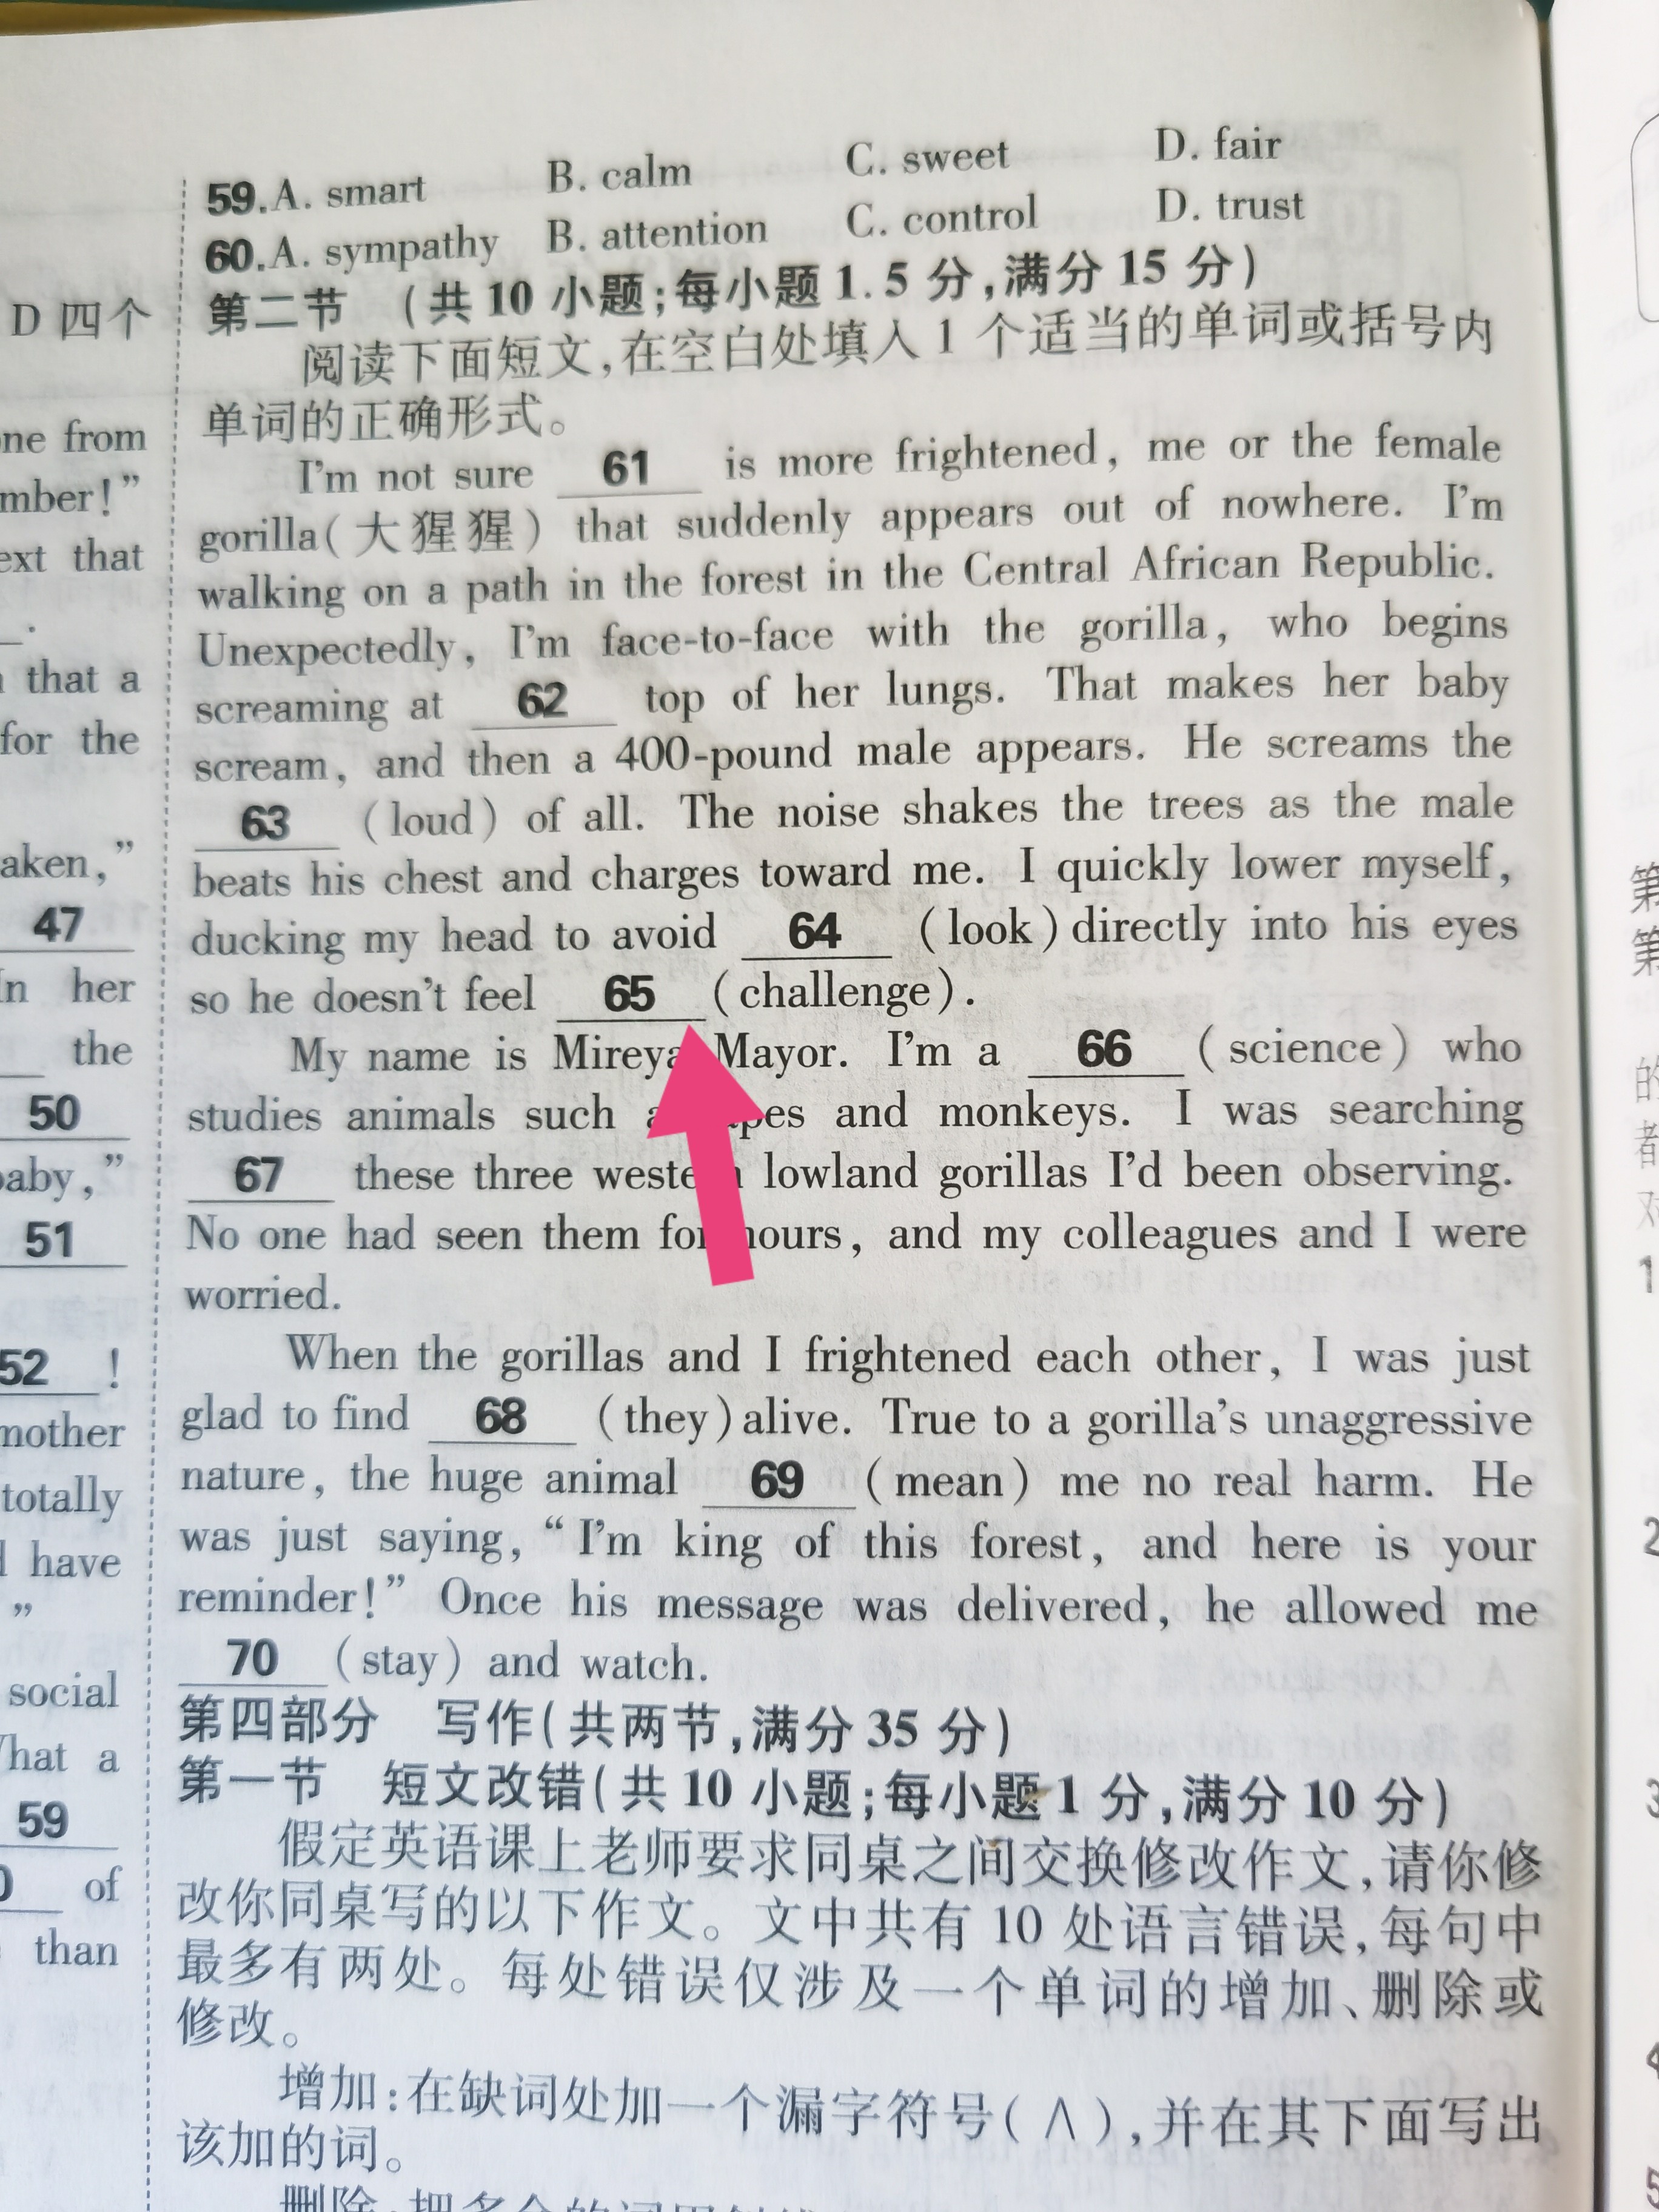 D 四个
one from
mber!”
ext that
that a
for the
aken,”
47
In her
the
50
baby,”
51
52 !
mother
totally
have
”
social
What a
59
of
than
59.A. smart B. calm C. sweet D. fair
60.A. sympathy B. attention C. control D. trust
第二节 (共 10 小题;每小题 1.5 分,满分 15 分)
阅读下面短文,在空白处填入 1 个适当的单词或括号内
单词的正确形式。
I'm not sure 61 is more frightened, me or the female
gorilla(大猩猩) that suddenly appears out of nowhere. I'm
walking on a path in the forest in the Central African Republic.
Unexpectedly, I'm face-to-face with the gorilla, who begins
screaming at 62 top of her lungs. That makes her baby
scream, and then a 400-pound male appears. He screams the
63 (loud) of all. The noise shakes the trees as the male
beats his chest and charges toward me. I quickly lower myself,
ducking my head to avoid 64 (look) directly into his eyes
so he doesn't feel 65 (challenge).
My name is Mireya Mayor. I'm a 66 (science) who
studies animals such apes and monkeys. I was searching
67 these three western lowland gorillas I'd been observing.
No one had seen them for hours, and my colleagues and I were
worried.
When the gorillas and I frightened each other, I was just
glad to find 68 (they) alive. True to a gorilla's unaggressive
nature, the huge animal 69 (mean) me no real harm. He
was just saying, “I'm king of this forest, and here is your
reminder!” Once his message was delivered, he allowed me
70 (stay) and watch.
第四部分 写作(共两节,满分 35 分)
第一节 短文改错(共 10 小题;每小题 1 分,满分 10 分)
假定英语课上老师要求同桌之间交换修改作文,请你修
改你同桌写的以下作文。文中共有 10 处语言错误,每句中
最多有两处。每处错误仅涉及一个单词的增加、删除或
修改。
增加:在缺词处加一个漏字符号(∧),并在其下面写出
该加的词。